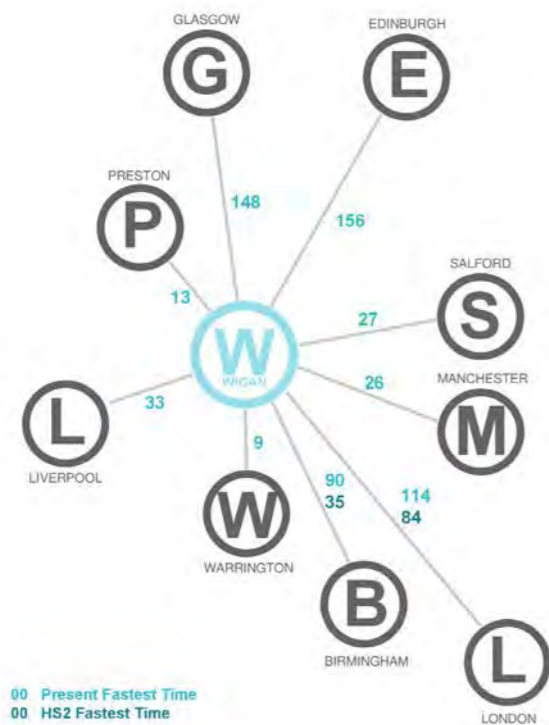 GLASGOW
G
EDINBURGH
E
PRESTON
P
148
156
SALFORD
S
13
27
W
WIGAN
MANCHESTER
M
26
33
L
LIVERPOOL
9
90
35
114
84
W
WARRINGTON
B
BIRMINGHAM
L
LONDON
00 Present Fastest Time
00 HS2 Fastest Time